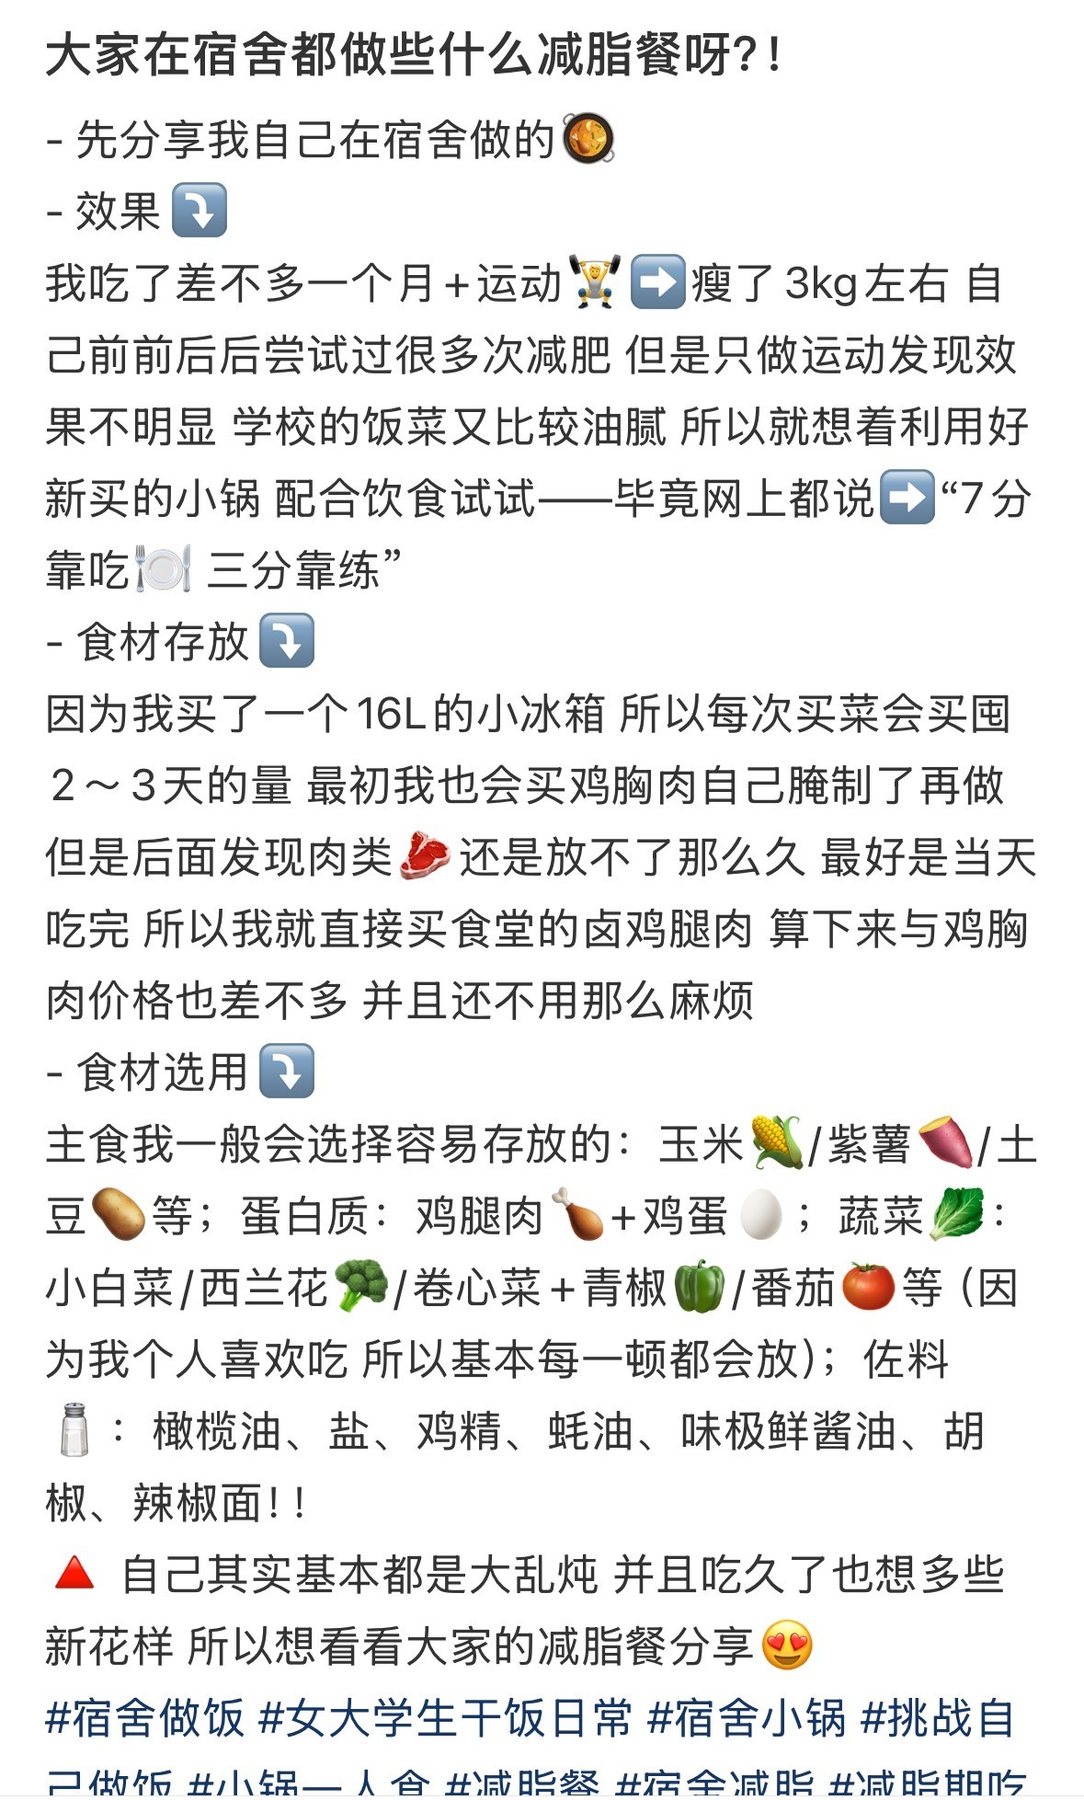 大家在宿舍都做些什么减脂餐呀?！
- 先分享我自己在宿舍做的🥘
- 效果⤵️
我吃了差不多一个月+运动🏋️➡️瘦了3kg左右 自
己前前后后尝试过很多次减肥 但是只做运动发现效
果不明显 学校的饭菜又比较油腻 所以就想着利用好
新买的小锅 配合饮食试试——毕竟网上都说➡️“7分
靠吃🍽️ 三分靠练”
- 食材存放⤵️
因为我买了一个16L的小冰箱 所以每次买菜会买囤
2～3天的量 最初我也会买鸡胸肉自己腌制了再做
但是后面发现肉类🥩还是放不了那么久 最好是当天
吃完 所以我就直接买食堂的卤鸡腿肉 算下来与鸡胸
肉价格也差不多 并且还不用那么麻烦
- 食材选用⤵️
主食我一般会选择容易存放的：玉米🌽/紫薯🍠/土
豆🥔等；蛋白质：鸡腿肉🍗+鸡蛋🥚；蔬菜🥬：
小白菜/西兰花🥦/卷心菜+青椒🫑/番茄🍅等（因
为我个人喜欢吃 所以基本每一顿都会放）；佐料
🧂：橄榄油、盐、鸡精、蚝油、味极鲜酱油、胡
椒、辣椒面！！
🔺 自己其实基本都是大乱炖 并且吃久了也想多些
新花样 所以想看看大家的减脂餐分享😍
#宿舍做饭 #女大学生干饭日常 #宿舍小锅 #挑战自
己做饭 #小锅一人食 #减脂餐 #宿舍减脂 #减脂期吃